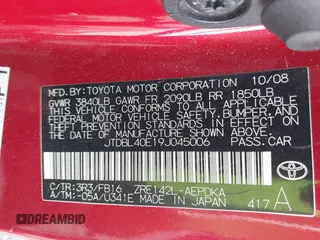 MFD. BY: TOYOTA MOTOR CORPORATION 10/08
GVWR 3840LB GAWR FR 2090LB RR 1850LB
THIS VEHICLE CONFORMS TO ALL APPLICABLE
FEDERAL MOTOR VEHICLE SAFETY, BUMPER, AND
THEFT PREVENTION STANDARDS IN EFFECT ON
THE DATE OF MANUFACTURE SHOWN ABOVE.
JTDBL40E19J045006 PASS.CAR
C/TR: 3R3/FB16 ZRE142L-AEPDKA
A/TM: -05A/U341E MADE IN JAPAN 417 A
TOYOTA
DREAMBID